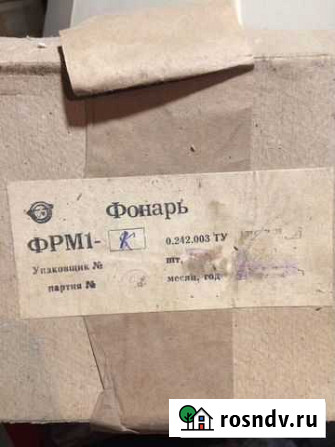 Фонарь
ФРМ1- К 0.242.003 ТУ
Упаковщик № шт.
партия № месяц, год
rosndv.ru